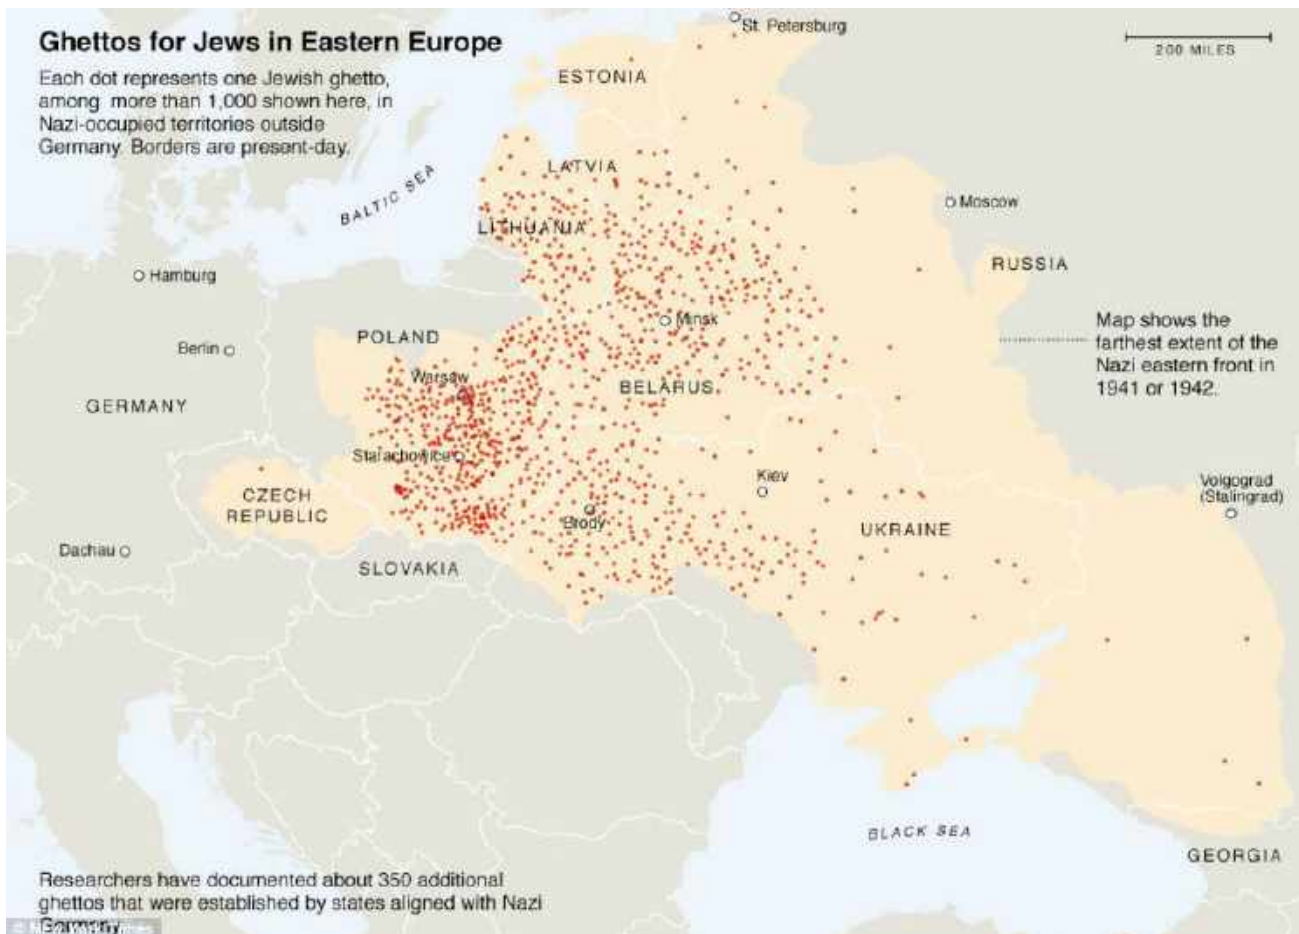 Ghettos for Jews in Eastern Europe
Each dot represents one Jewish ghetto,
among more than 1,000 shown here, in
Nazi-occupied territories outside
Germany. Borders are present-day.
St. Petersburg
200 MILES
ESTONIA
BALTIC SEA
LATVIA
LITHUANIA
Moscow
RUSSIA
Hamburg
Minsk
POLAND
Map shows the
farthest extent of the
Nazi eastern front in
1941 or 1942.
Berlin
Warsaw
BELARUS
GERMANY
Starachowice
Kiev
CZECH
REPUBLIC
Volgograd
(Stalingrad)
Brody
UKRAINE
Dachau
SLOVAKIA
BLACK SEA
GEORGIA
Researchers have documented about 350 additional
ghettos that were established by states aligned with Nazi
Germany.
© New York Times